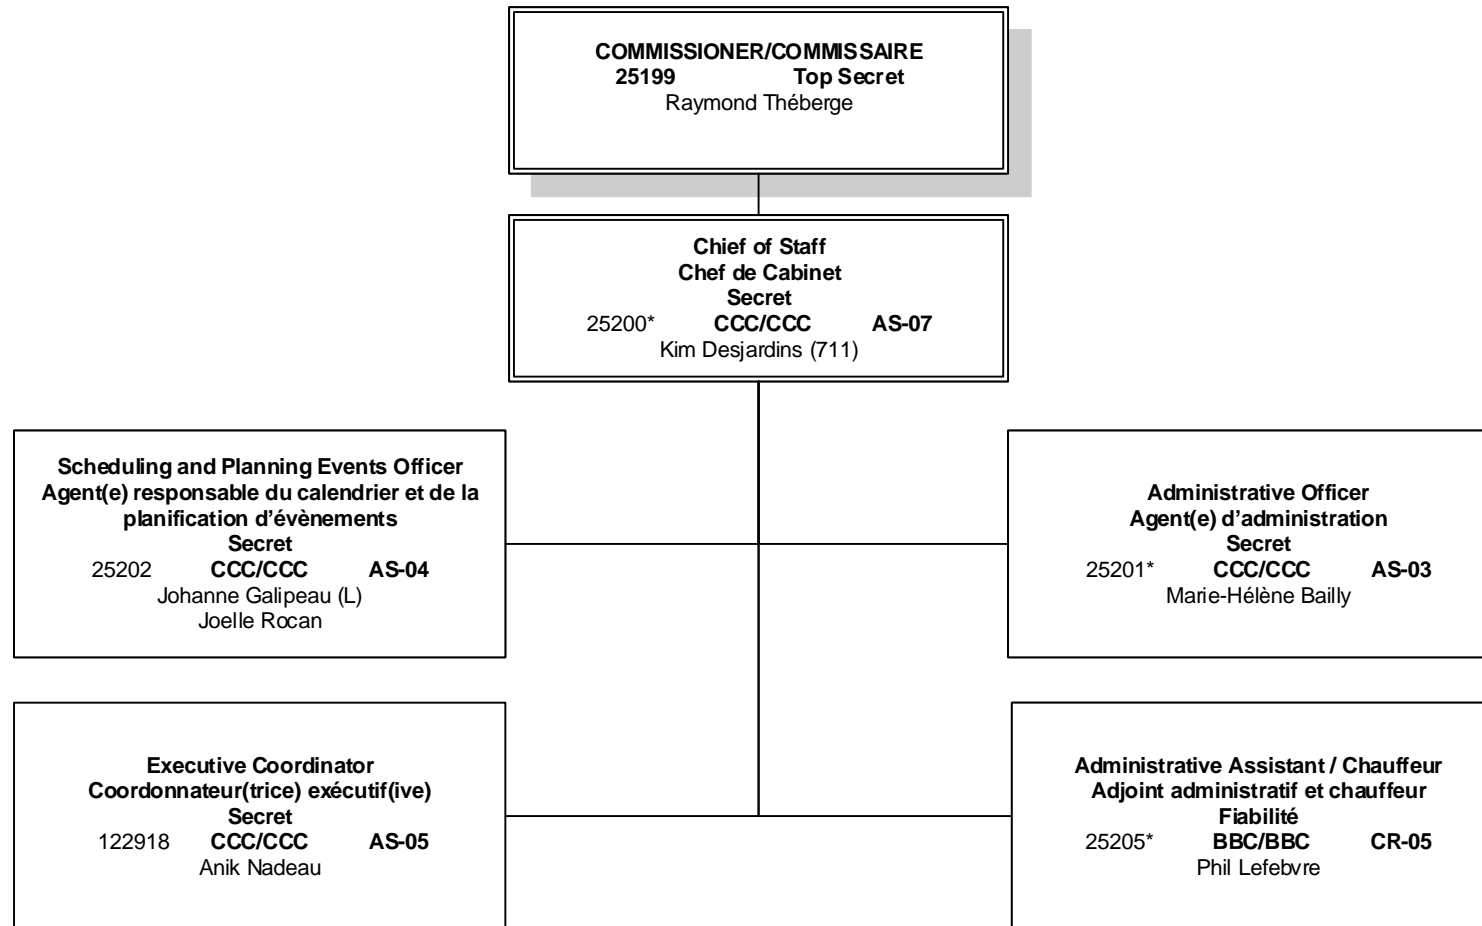 COMMISSIONER/COMMISSAIRE
25199 Top Secret
Raymond Théberge
Chief of Staff
Chef de Cabinet
Secret
25200* CCC/CCC AS-07
Kim Desjardins (711)
Scheduling and Planning Events Officer
Agent(e) responsable du calendrier et de la
planification d’évènements
Secret
25202 CCC/CCC AS-04
Johanne Galipeau (L)
Joelle Rocan
Administrative Officer
Agent(e) d’administration
Secret
25201* CCC/CCC AS-03
Marie-Hélène Bailly
Executive Coordinator
Coordonnateur(trice) exécutif(ive)
Secret
122918 CCC/CCC AS-05
Anik Nadeau
Administrative Assistant / Chauffeur
Adjoint administratif et chauffeur
Fiabilité
25205* BBC/BBC CR-05
Phil Lefebvre